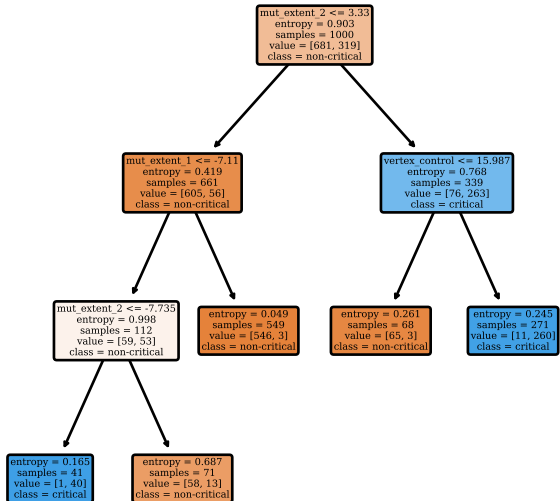 mut_extent_2 <= 3.33
entropy = 0.903
samples = 1000
value = [681, 319]
class = non-critical
mut_extent_1 <= -7.11
entropy = 0.419
samples = 661
value = [605, 56]
class = non-critical
vertex_control <= 15.987
entropy = 0.768
samples = 339
value = [76, 263]
class = critical
mut_extent_2 <= -7.735
entropy = 0.998
samples = 112
value = [59, 53]
class = non-critical
entropy = 0.049
samples = 549
value = [546, 3]
class = non-critical
entropy = 0.261
samples = 68
value = [65, 3]
class = non-critical
entropy = 0.245
samples = 271
value = [11, 260]
class = critical
entropy = 0.165
samples = 41
value = [1, 40]
class = critical
entropy = 0.687
samples = 71
value = [58, 13]
class = non-critical